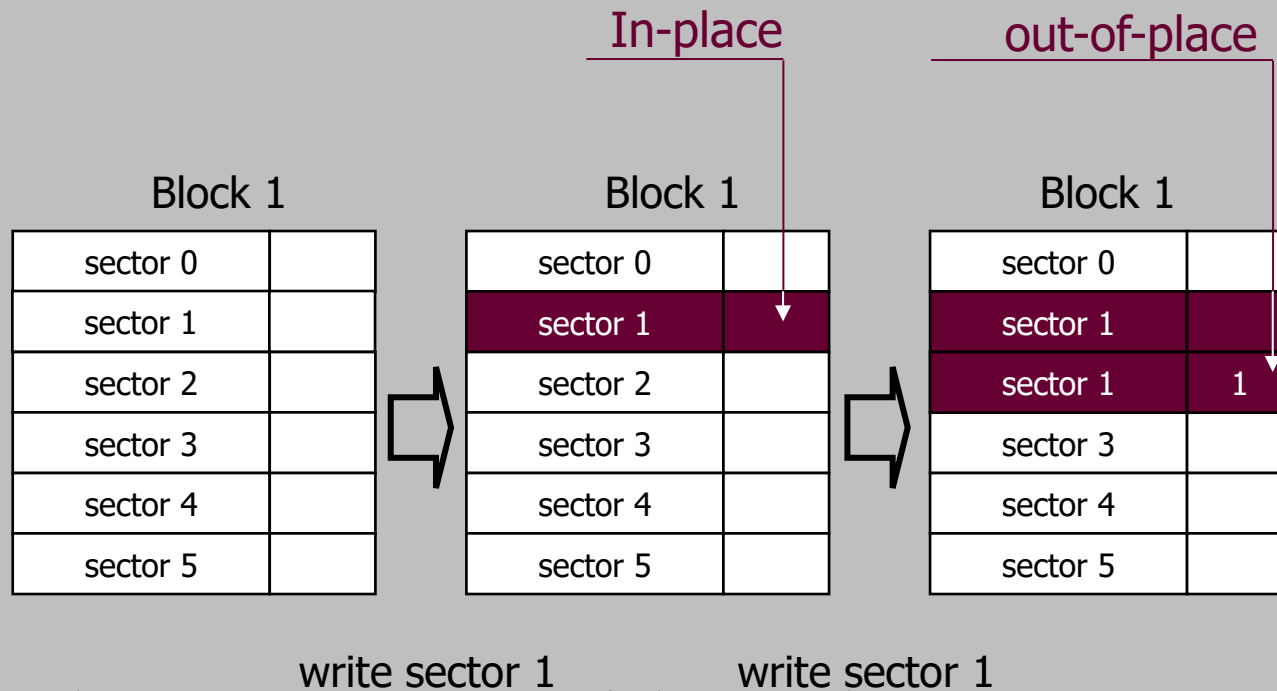 In-place out-of-place
Block 1 Block 1 Block 1
sector 0 sector 0 sector 0
sector 1 sector 1 sector 1
sector 2 sector 2 sector 1 1
sector 3 sector 3 sector 3
sector 4 sector 4 sector 4
sector 5 sector 5 sector 5
write sector 1 write sector 1